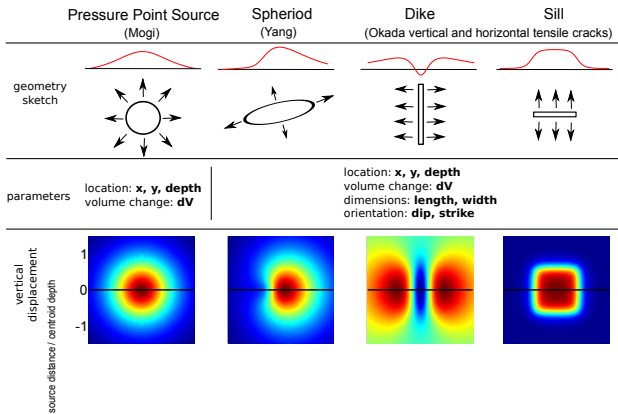 Pressure Point Source
(Mogi)
Spheriod
(Yang)
Dike
Sill
(Okada vertical and horizontal tensile cracks)
geometry
sketch
parameters
location: x, y, depth
volume change: dV
location: x, y, depth
volume change: dV
dimensions: length, width
orientation: dip, strike
vertical
displacement
source distance / centroid depth
1
0
-1